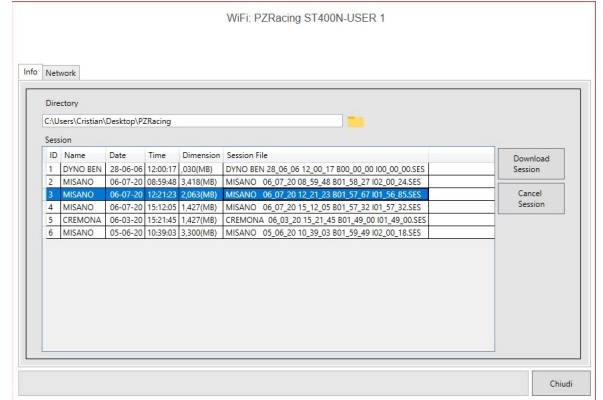 WiFi: PZRacing ST400N-USER 1
Info Network
Directory
C:\Users\Cristian\Desktop\PZRacing
Session
ID Name Date Time Dimension Session File
1 DYNO BEN 28-06-06 12:00:17 ,030(MB) DYNO BEN 28_06_06 12_00_17 B00_00_00 I00_00_00.SES
2 MISANO 06-07-20 08:59:48 3,418(MB) MISANO 06_07_20 08_59_48 B01_58_27 I02_00_24.SES
3 MISANO 06-07-20 12:21:23 2,063(MB) MISANO 06_07_20 12_21_23 B01_57_67 I01_56_85.SES
4 MISANO 06-07-20 15:12:05 1,427(MB) MISANO 06_07_20 15_12_05 B01_57_32 I01_57_32.SES
5 CREMONA 06-03-20 15:21:45 1,427(MB) CREMONA 06_03_20 15_21_45 B01_49_00 I01_49_00.SES
6 MISANO 05-06-20 10:39:03 3,300(MB) MISANO 05_06_20 10_39_03 B01_59_49 I02_00_18.SES
Download
Session
Cancel
Session
Chiudi